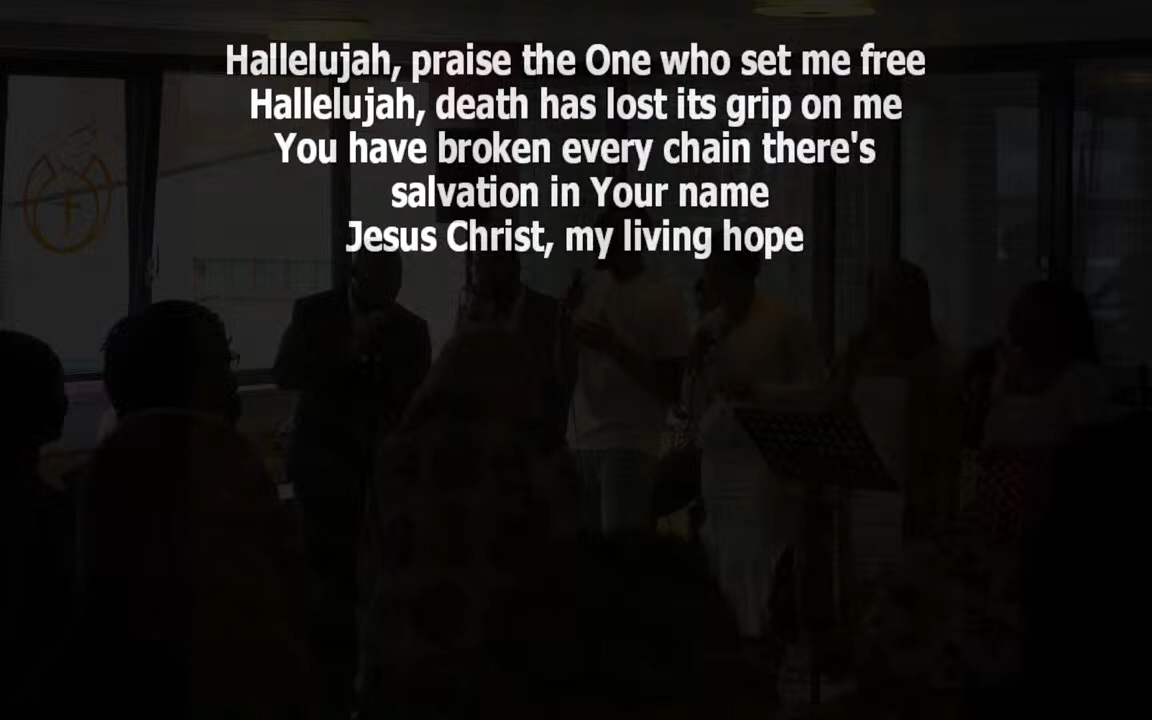 Hallelujah, praise the One who set me free
Hallelujah, death has lost its grip on me
You have broken every chain there's
salvation in Your name
Jesus Christ, my living hope